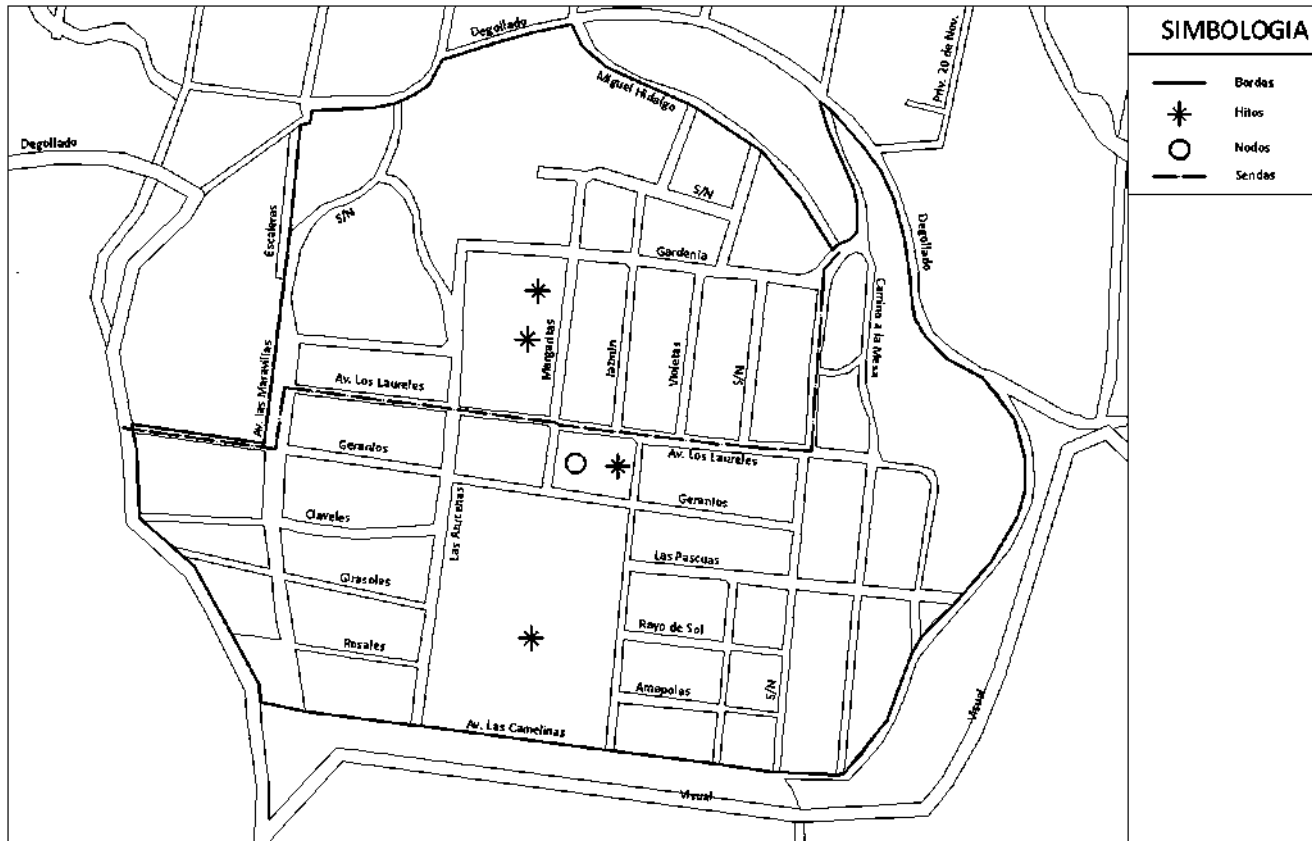 SIMBOLOGIA
Bordes
Hitos
Nodos
Sendas
Degollado
Priv. 20 de Nov.
Miguel Hidalgo
Degollado
S/N
S/N
Escaleras
Degollado
Gardenia
Camino a la Mesa
Margaritas
Jazmin
Violetas
S/N
Av. las Maravillas
Av. Los Laureles
Geranios
Av. Los Laureles
Geranios
Claveles
Las Azucenas
Las Pascuas
Girasoles
Rayo de Sol
Rosales
Amapolas
S/N
Visual
Av. Las Camelinas
Visual